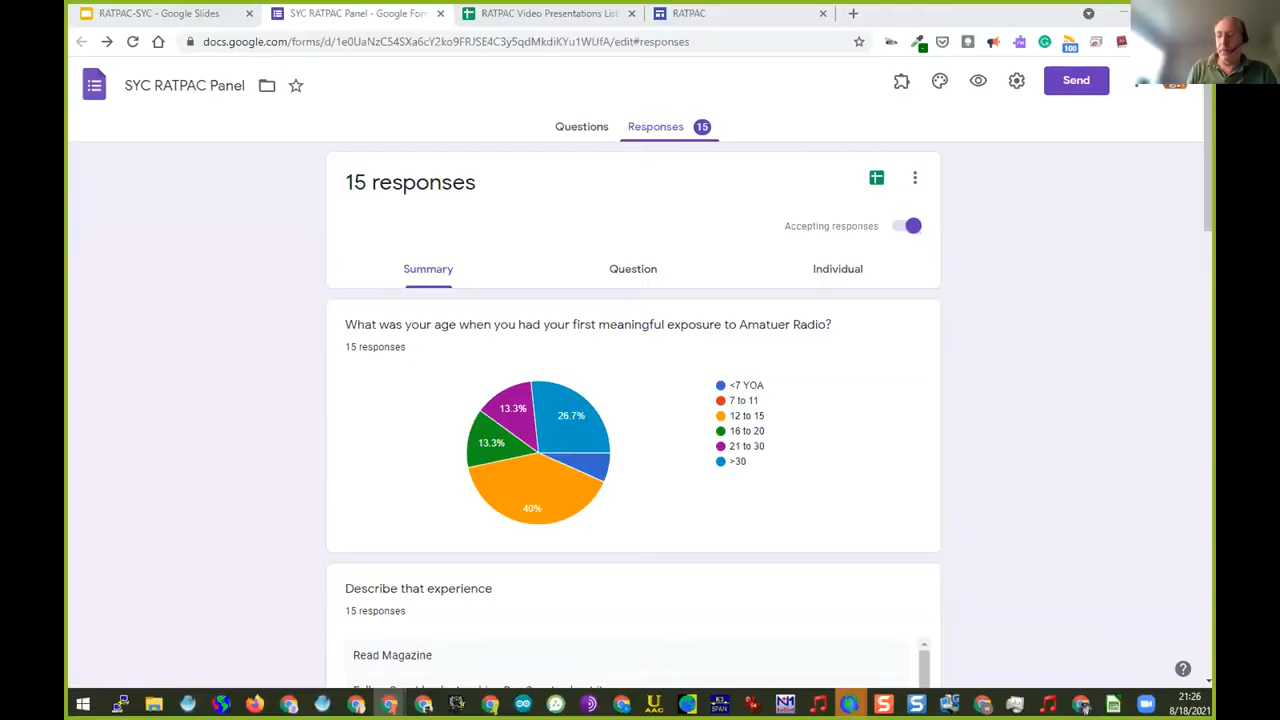 RATPAC-SYC - Google Slides
SYC RATPAC Panel - Google Form
RATPAC Video Presentations List
RATPAC
docs.google.com/forms/d/1e0UaNzC54SXa6cY2ko9FRJSE4C3y5qdMkdiKYu1WUfA/edit#responses
100
SYC RATPAC Panel
Send
Questions
Responses 15
15 responses
Accepting responses
Summary
Question
Individual
What was your age when you had your first meaningful exposure to Amatuer Radio?
15 responses
<7 YOA
7 to 11
12 to 15
16 to 20
21 to 30
>30
13.3%
26.7%
13.3%
40%
Describe that experience
15 responses
Read Magazine
21:26
8/18/2021